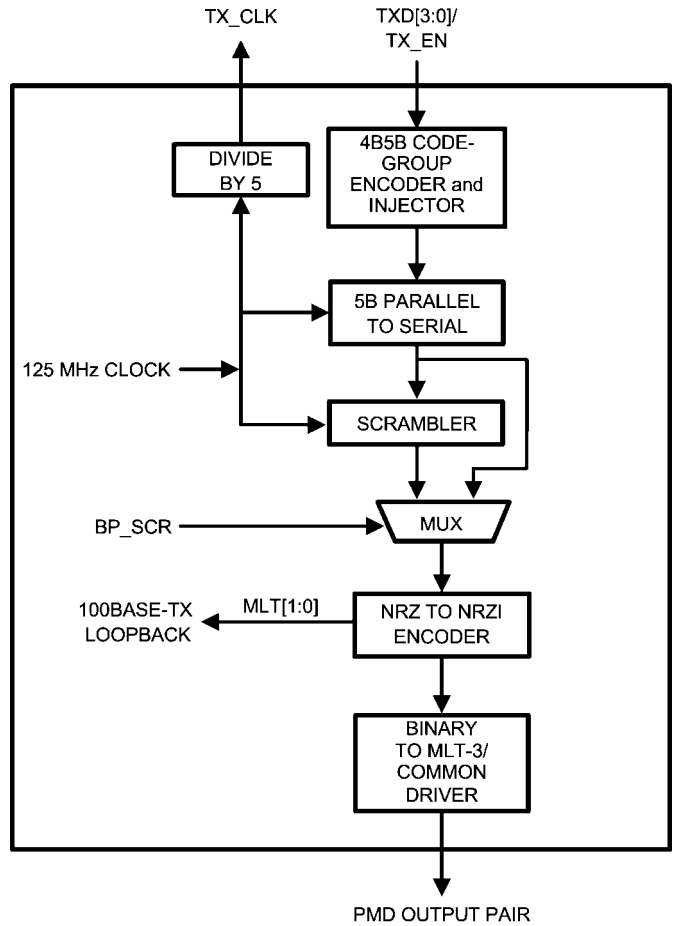 TX_CLK
TXD[3:0]/
TX_EN
DIVIDE
BY 5
4B5B CODE-
GROUP
ENCODER and
INJECTOR
5B PARALLEL
TO SERIAL
125 MHz CLOCK
SCRAMBLER
BP_SCR
MUX
100BASE-TX
LOOPBACK
MLT[1:0]
NRZ TO NRZI
ENCODER
BINARY
TO MLT-3/
COMMON
DRIVER
PMD OUTPUT PAIR